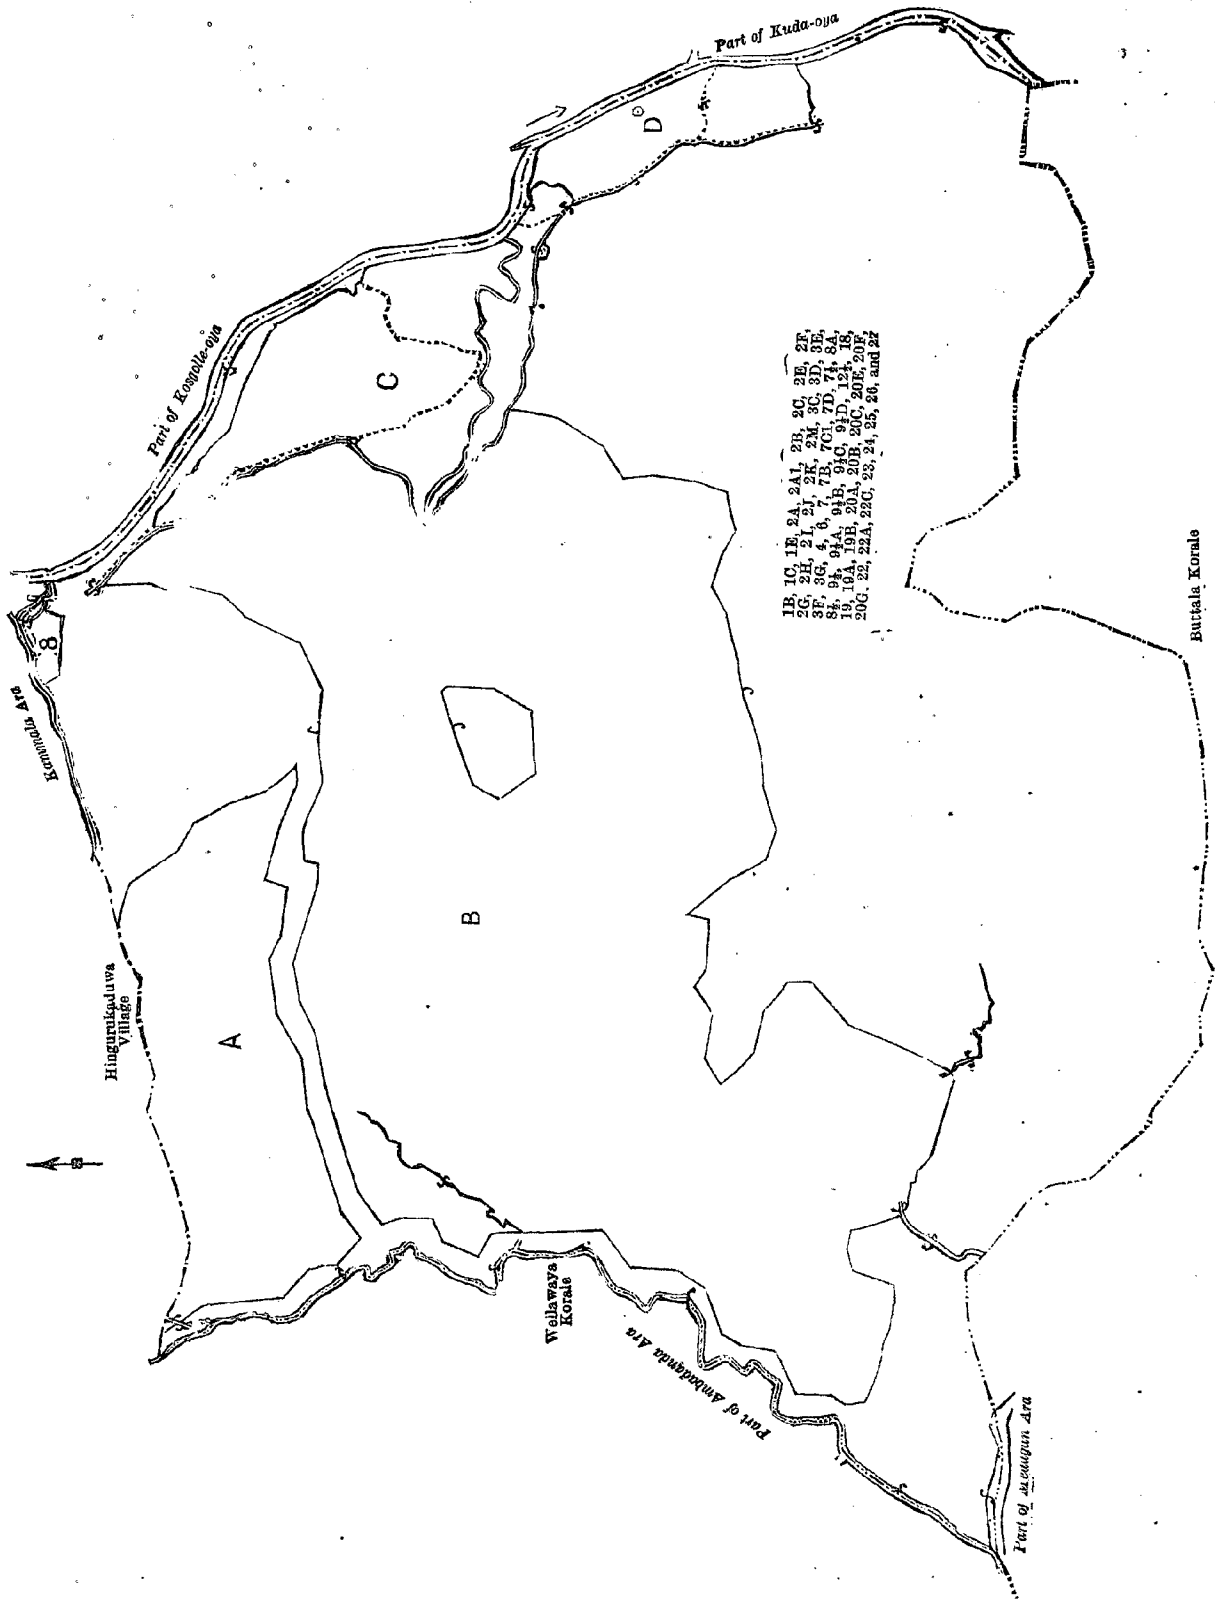 Part of Kuda-oya
D
Part of Kosgolle-oya
C
8
Kammala Ara
1B, 1C, 1E, 2A, 2A1, 2B, 2C, 2E, 2F,
2G, 2H, 2I, 2J, 2K, 2M, 3C, 3D, 3E,
3F, 3G, 4, 6, 7, 7B, 7C1, 7D, 7½, 8A,
8½, 9½, 9½A, 9½B, 9½C, 9½D, 12½, 18,
19, 19A, 19B, 20A, 20B, 20C, 20E, 20F,
20G, 22, 22A, 22C, 23, 24, 25, 26, and 27
Buttala Korale
Hingurukaduwa
Village
A
B
Wellawaya
Korale
Part of Ambadanda Ara
Part of Ara